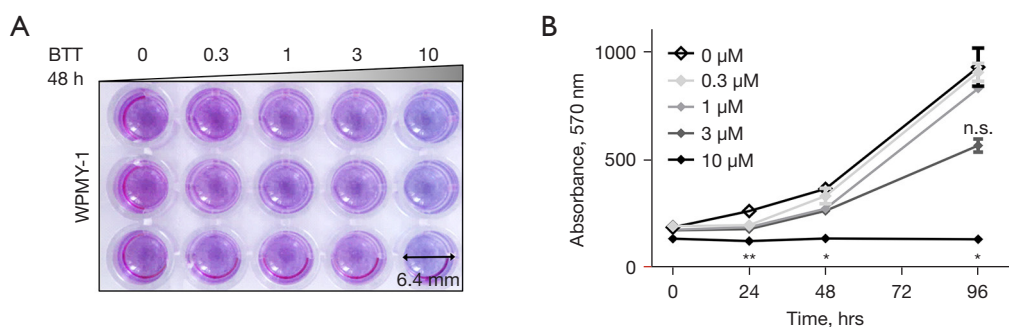 A
BTT 0 0.3 1 3 10
48 h
WPMY-1
6.4 mm
B
Absorbance, 570 nm
1000
500
0
0 µM
0.3 µM
1 µM
3 µM
10 µM
n.s.
** * *
0 24 48 72 96
Time, hrs